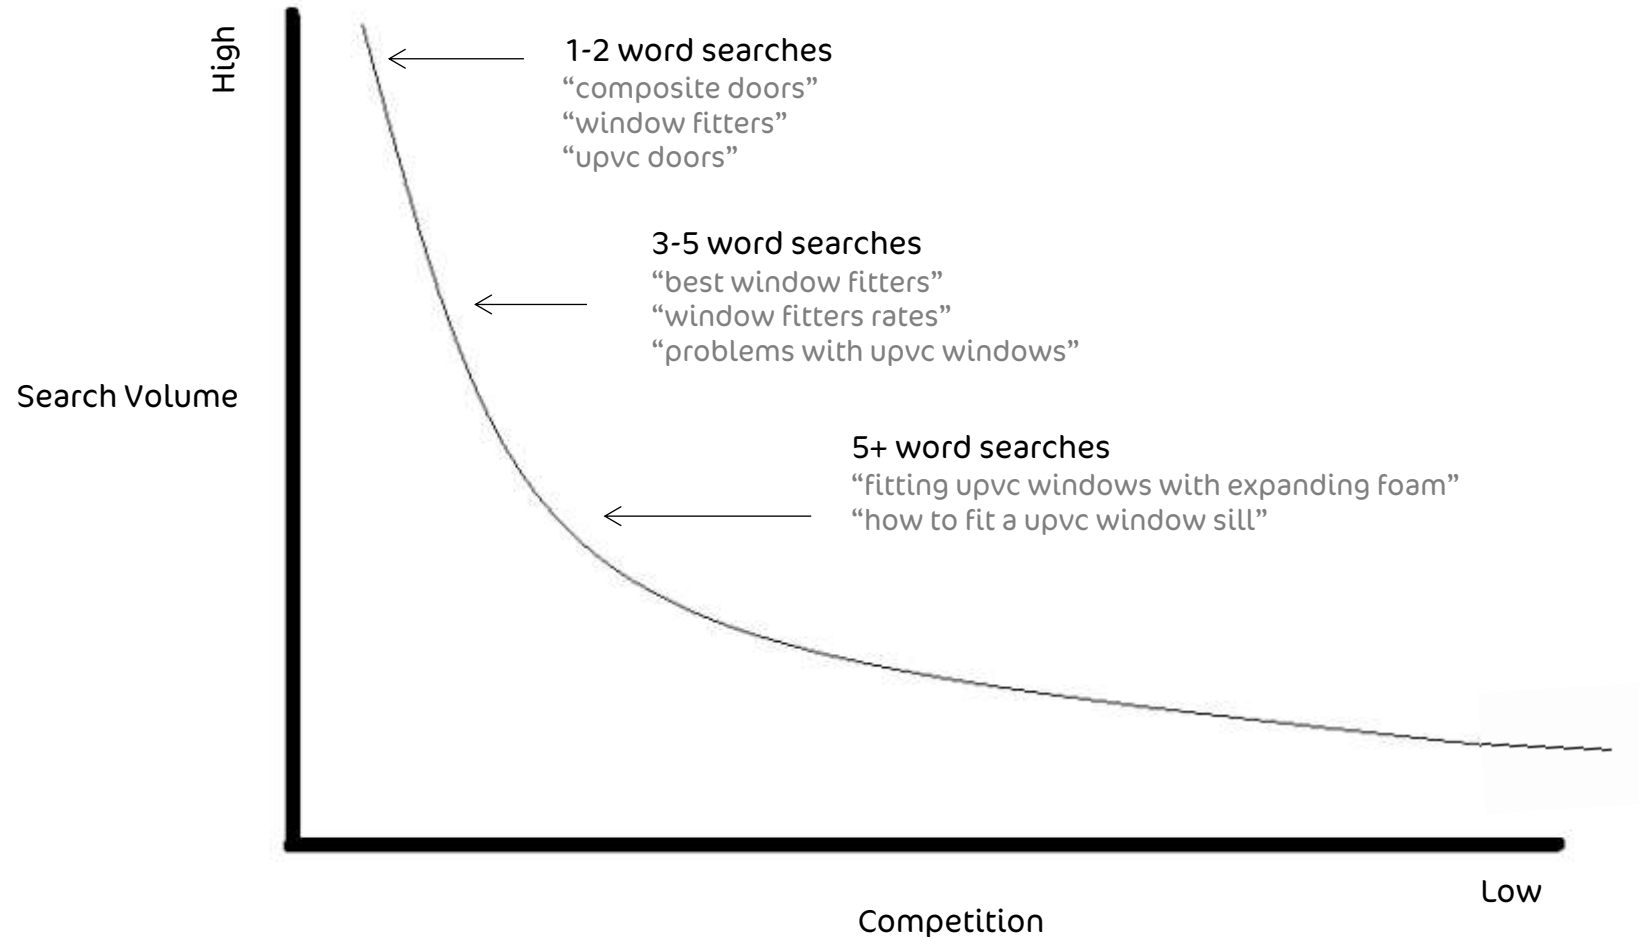 High
1-2 word searches
“composite doors”
“window fitters”
“upvc doors”
3-5 word searches
“best window fitters”
“window fitters rates”
“problems with upvc windows”
Search Volume
5+ word searches
“fitting upvc windows with expanding foam”
“how to fit a upvc window sill”
Low
Competition